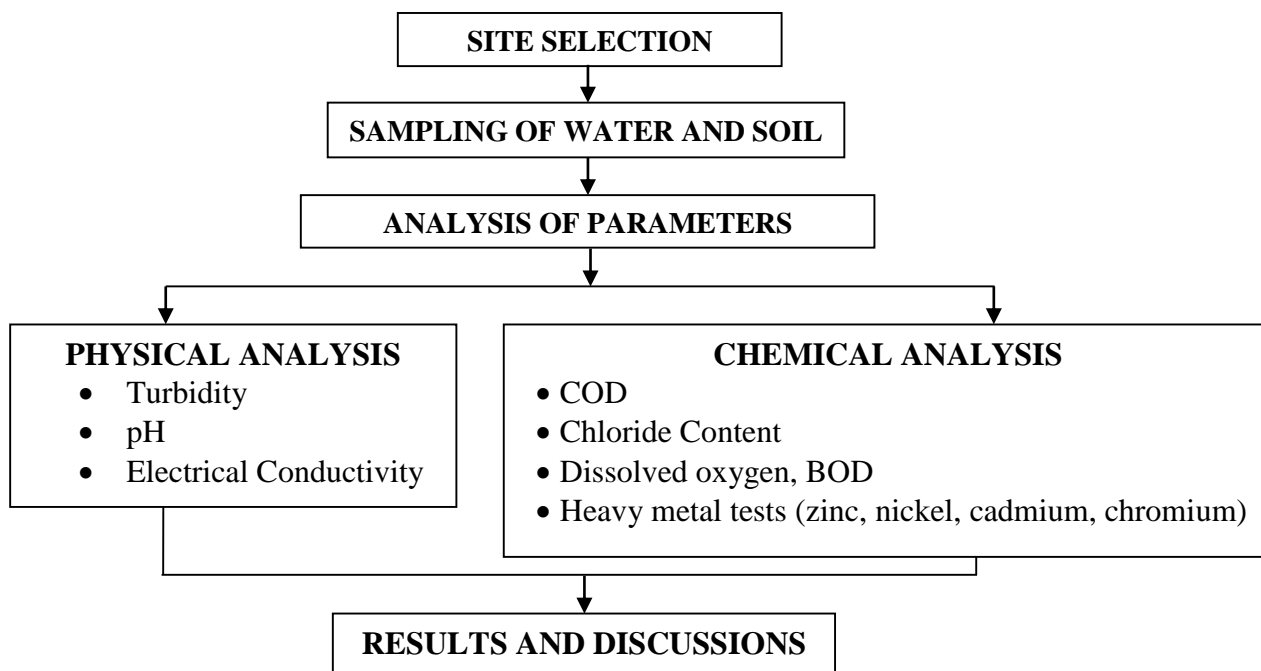 SITE SELECTION
SAMPLING OF WATER AND SOIL
ANALYSIS OF PARAMETERS
PHYSICAL ANALYSIS
• Turbidity
• pH
• Electrical Conductivity
CHEMICAL ANALYSIS
• COD
• Chloride Content
• Dissolved oxygen, BOD
• Heavy metal tests (zinc, nickel, cadmium, chromium)
RESULTS AND DISCUSSIONS